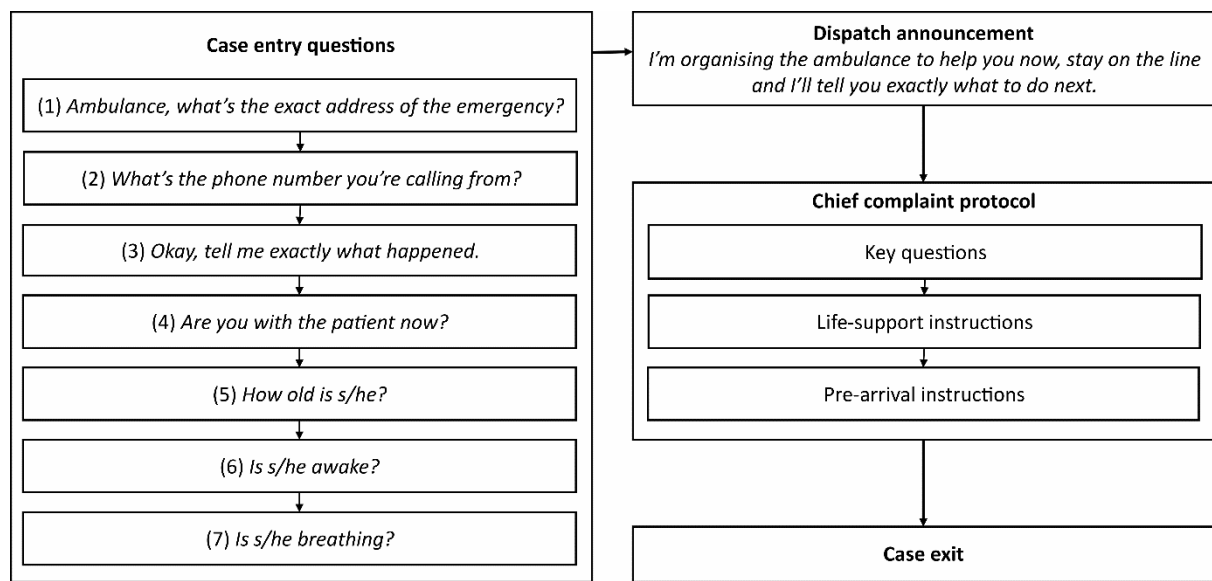 Case entry questions
(1) Ambulance, what's the exact address of the emergency?
(2) What's the phone number you're calling from?
(3) Okay, tell me exactly what happened.
(4) Are you with the patient now?
(5) How old is s/he?
(6) Is s/he awake?
(7) Is s/he breathing?
Dispatch announcement
I'm organising the ambulance to help you now, stay on the line
and I'll tell you exactly what to do next.
Chief complaint protocol
Key questions
Life-support instructions
Pre-arrival instructions
Case exit